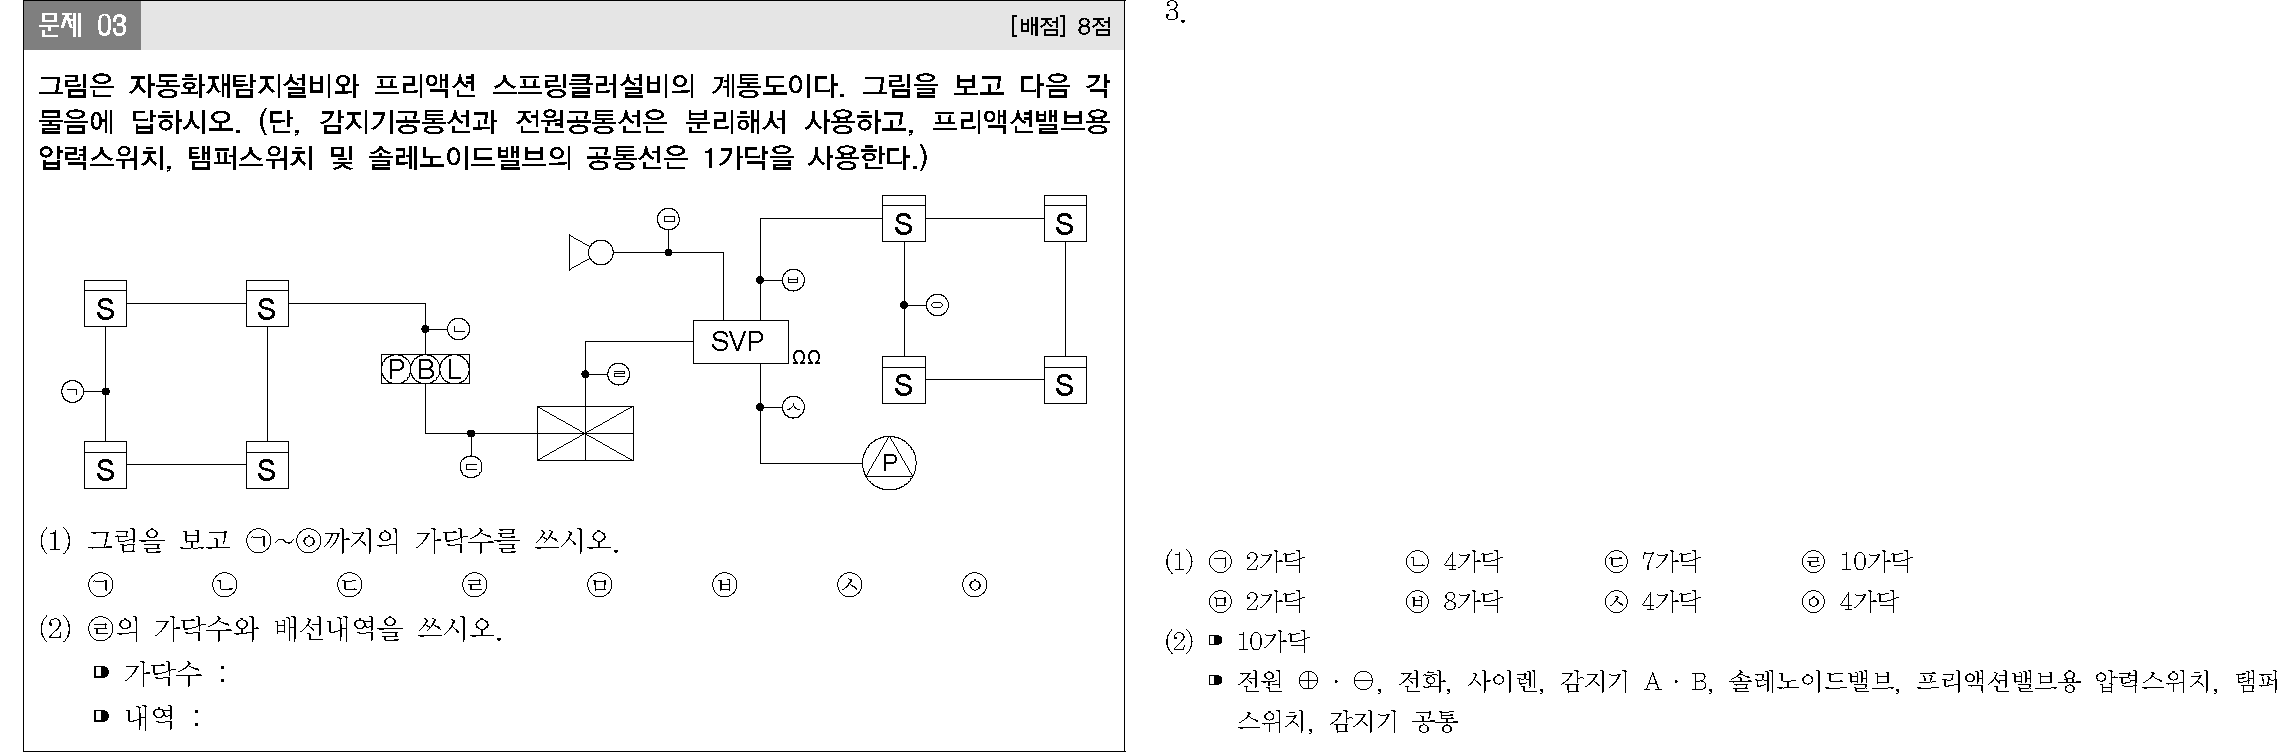 문제 03 [배점] 8점
그림은 자동화재탐지설비와 프리액션 스프링클러설비의 계통도이다. 그림을 보고 다음 각
물음에 답하시오. (단, 감지기공통선과 전원공통선은 분리해서 사용하고, 프리액션밸브용
압력스위치, 탬퍼스위치 및 솔레노이드밸브의 공통선은 1가닥을 사용한다.)
㉤
S S
㉥
㉧
S S
㉡
SVP
ΩΩ
P B L
㉣
S S
㉠
㉦
㉢
P
S S
(1) 그림을 보고 ㉠~㉧까지의 가닥수를 쓰시오.
㉠ ㉡ ㉢ ㉣ ㉤ ㉥ ㉦ ㉧
(2) ㉣의 가닥수와 배선내역을 쓰시오.
가닥수 :
내역 :
3.
(1) ㉠ 2가닥 ㉡ 4가닥 ㉢ 7가닥 ㉣ 10가닥
㉤ 2가닥 ㉥ 8가닥 ㉦ 4가닥 ㉧ 4가닥
(2) 10가닥
전원 ⊕ · ⊖, 전화, 사이렌, 감지기 A · B, 솔레노이드밸브, 프리액션밸브용 압력스위치, 탬퍼
스위치, 감지기 공통